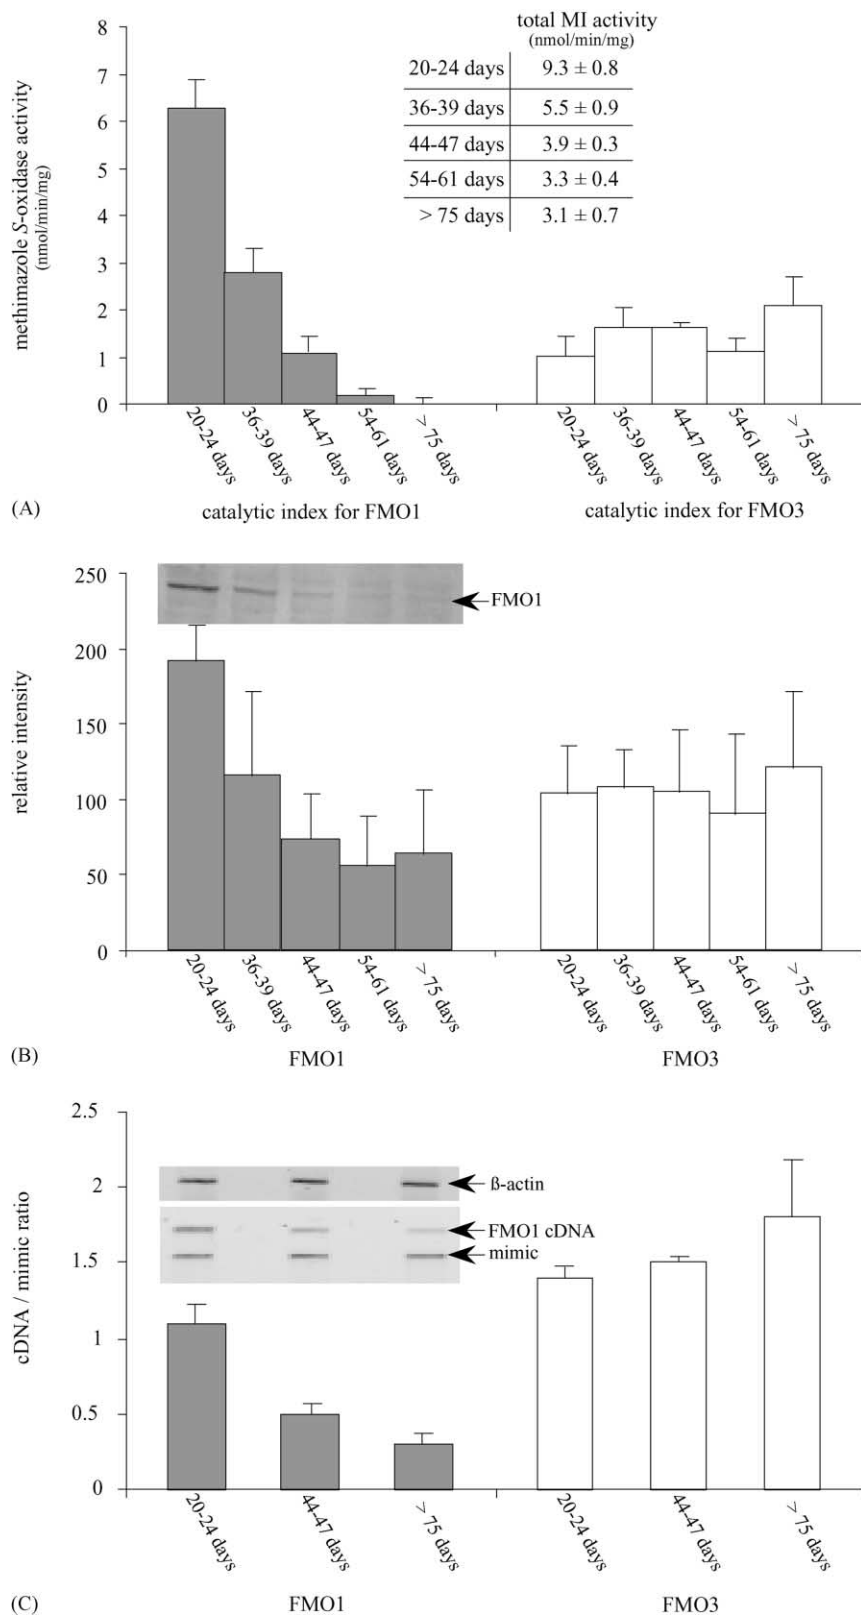 8
7
6
5
4
3
2
1
0
methimazole S-oxidase activity
(nmol/min/mg)
total MI activity
(nmol/min/mg)
20-24 days 9.3 ± 0.8
36-39 days 5.5 ± 0.9
44-47 days 3.9 ± 0.3
54-61 days 3.3 ± 0.4
> 75 days 3.1 ± 0.7
20-24 days
36-39 days
44-47 days
54-61 days
> 75 days
20-24 days
36-39 days
44-47 days
54-61 days
> 75 days
(A)
catalytic index for FMO1
catalytic index for FMO3
250
200
150
100
50
0
relative intensity
FMO1
20-24 days
36-39 days
44-47 days
54-61 days
> 75 days
20-24 days
36-39 days
44-47 days
54-61 days
> 75 days
(B)
FMO1
FMO3
2.5
2
1.5
1
0.5
0
cDNA / mimic ratio
ß-actin
FMO1 cDNA
mimic
20-24 days
44-47 days
> 75 days
20-24 days
44-47 days
> 75 days
(C)
FMO1
FMO3